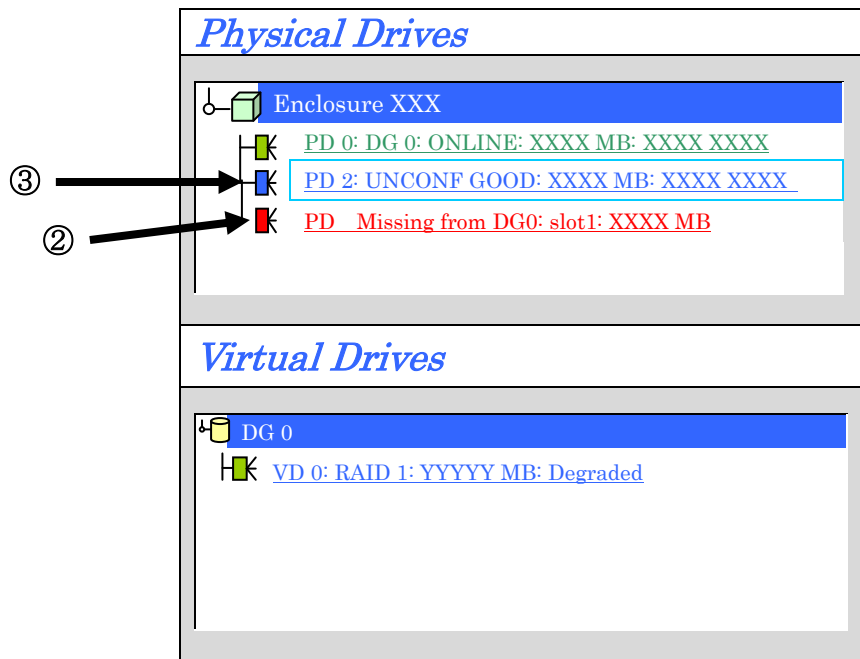 Physical Drives
Enclosure XXX
PD 0: DG 0: ONLINE: XXXX MB: XXXX XXXX
③
PD 2: UNCONF GOOD: XXXX MB: XXXX XXXX
②
PD Missing from DG0: slot1: XXXX MB
Virtual Drives
DG 0
VD 0: RAID 1: YYYYY MB: Degraded